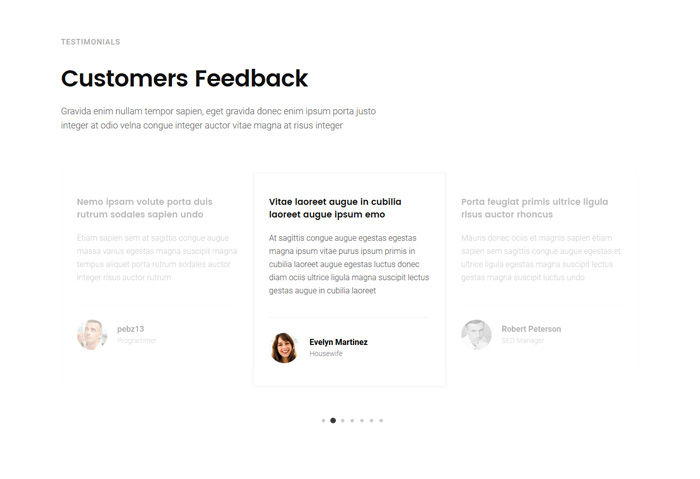 TESTIMONIALS
Customers Feedback
Gravida enim nullam tempor sapien, eget gravida donec enim ipsum porta justo
integer at odio velna congue integer auctor vitae magna at risus integer
Nemo ipsam volute porta duis
rutrum sodales sapien undo
Etiam sapien sem at sagittis congue augue
massa varius egestas magna suscipit magna
tempus aliquet porta rutrum sodales auctor
integer risus auctor rutrum
pebz13
Programmer
Vitae laoreet augue in cubilia
laoreet augue ipsum emo
At sagittis congue augue egestas egestas
magna ipsum vitae purus ipsum primis in
cubilia laoreet augue egestas luctus donec
diam ociis ultrice ligula magna suscipit lectus
gestas augue in cubilia laoreet
Evelyn Martinez
Housewife
Porta feugiat primis ultrice ligula
risus auctor rhoncus
Mauris donec ociis et magnis sapien etiam
sapien sem sagittis congue augue egestas et
ultrice ligula egestas magna suscipit lectus
gestas magna suscipit luctus undo
Robert Peterson
SEO Manager